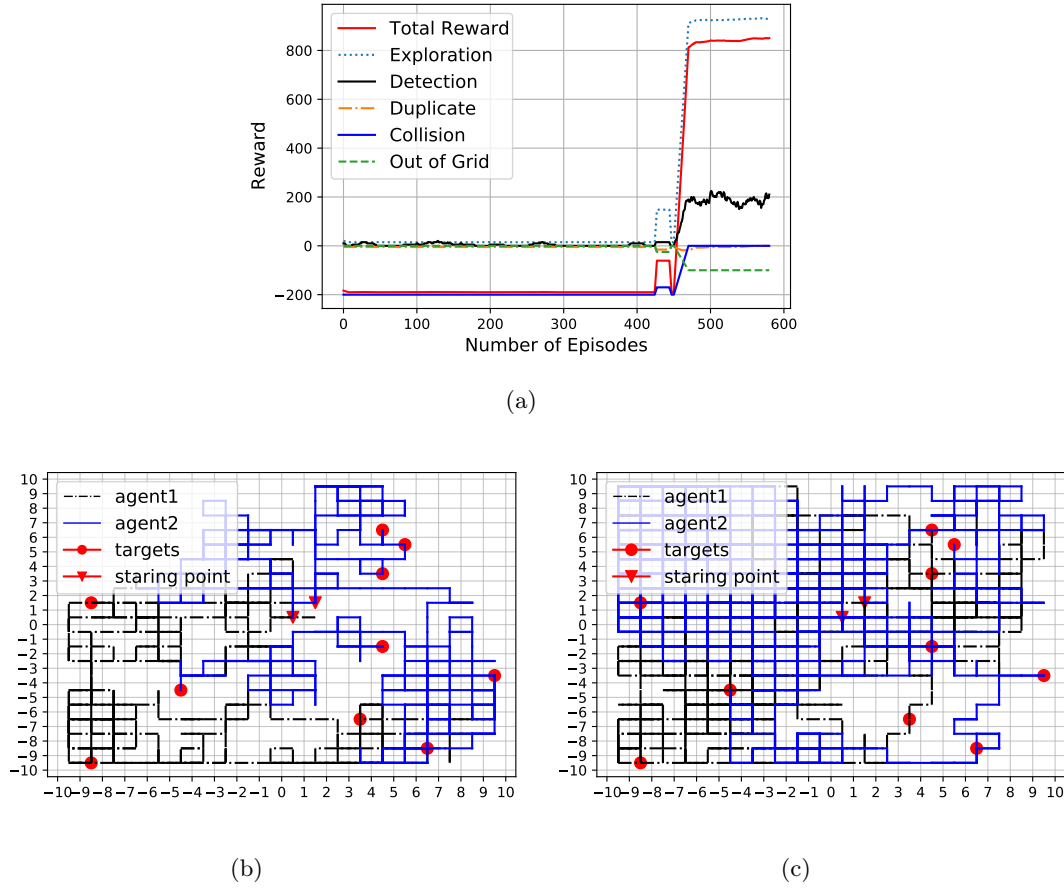 Total Reward
Exploration
Detection
Duplicate
Collision
Out of Grid
800
600
400
200
0
−200
Reward
0 100 200 300 400 500 600
Number of Episodes
(a)
10
9
8
7
6
5
4
3
2
1
0
−1
−2
−3
−4
−5
−6
−7
−8
−9
−10
agent1
agent2
targets
staring point
−10 −9 −8 −7 −6 −5 −4 −3 −2 −1 0 1 2 3 4 5 6 7 8 9 10
(b)
10
9
8
7
6
5
4
3
2
1
0
−1
−2
−3
−4
−5
−6
−7
−8
−9
−10
agent1
agent2
targets
staring point
−10 −9 −8 −7 −6 −5 −4 −3 −2 −1 0 1 2 3 4 5 6 7 8 9 10
(c)